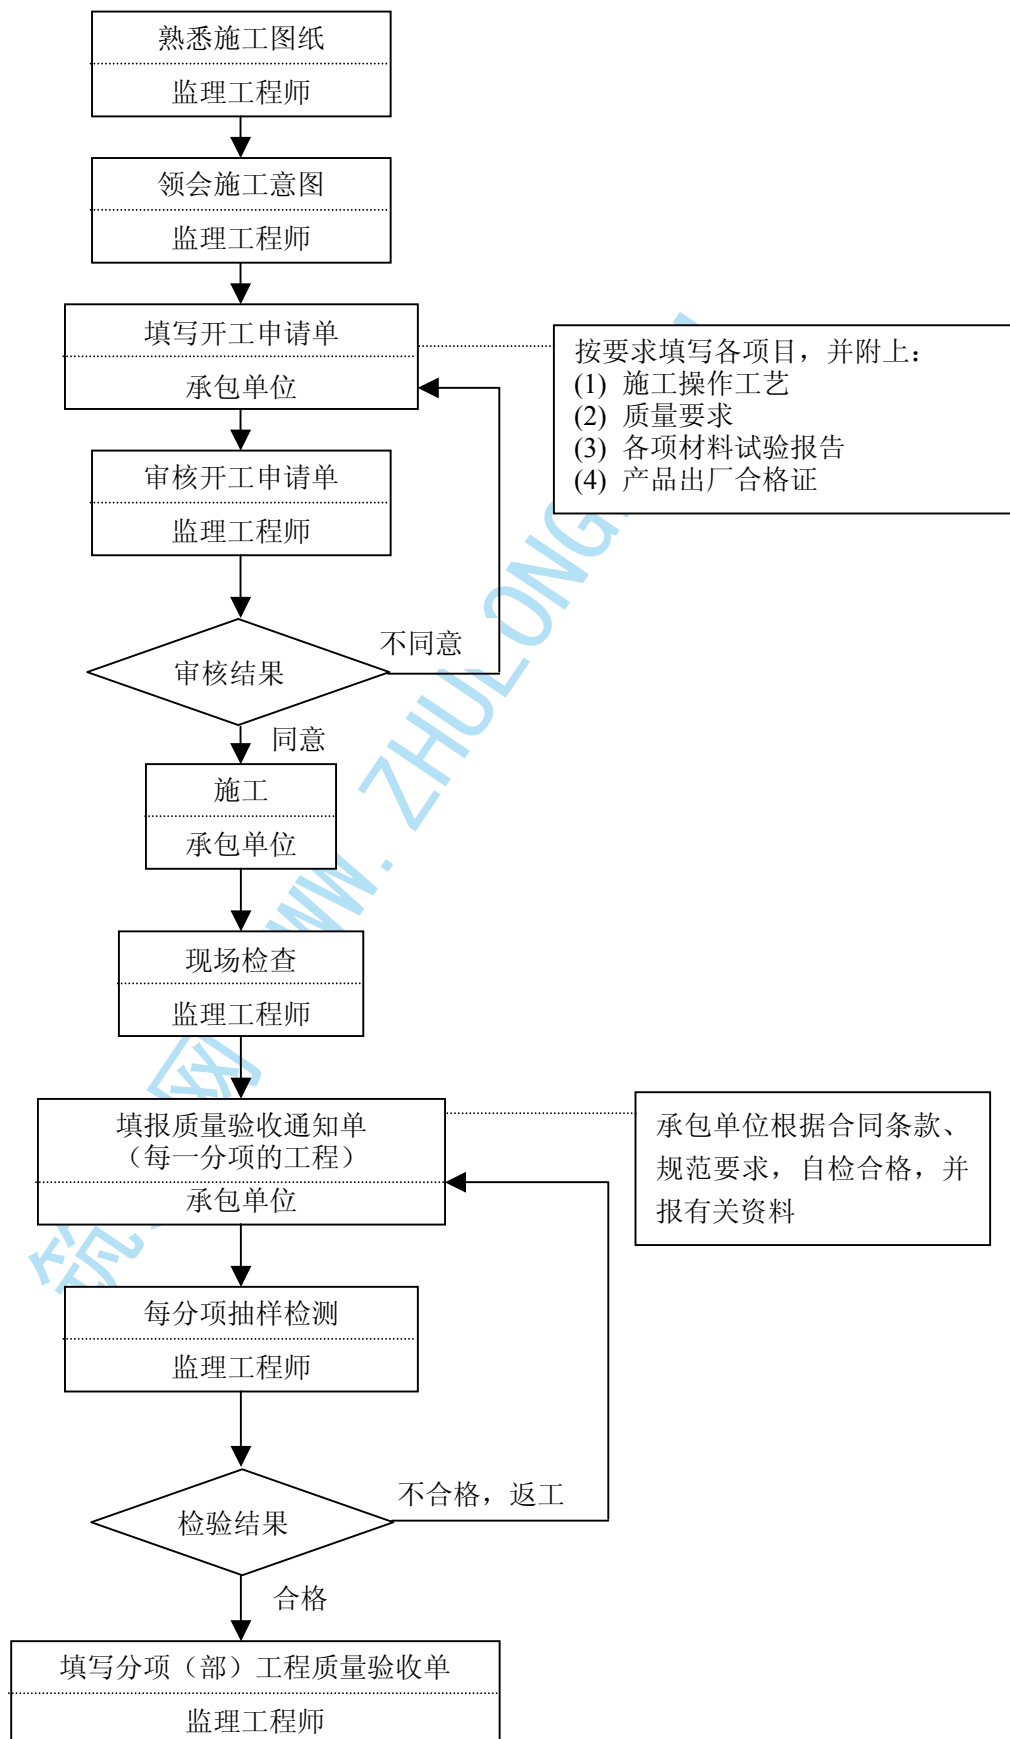 熟悉施工图纸
监理工程师
领会施工意图
监理工程师
填写开工申请单
承包单位
按要求填写各项目，并附上：
(1) 施工操作工艺
(2) 质量要求
(3) 各项材料试验报告
(4) 产品出厂合格证
审核开工申请单
监理工程师
不同意
审核结果
同意
施工
承包单位
现场检查
监理工程师
填报质量验收通知单
（每一分项的工程）
承包单位
承包单位根据合同条款、
规范要求，自检合格，并
报有关资料
每分项抽样检测
监理工程师
不合格，返工
检验结果
合格
填写分项（部）工程质量验收单
监理工程师